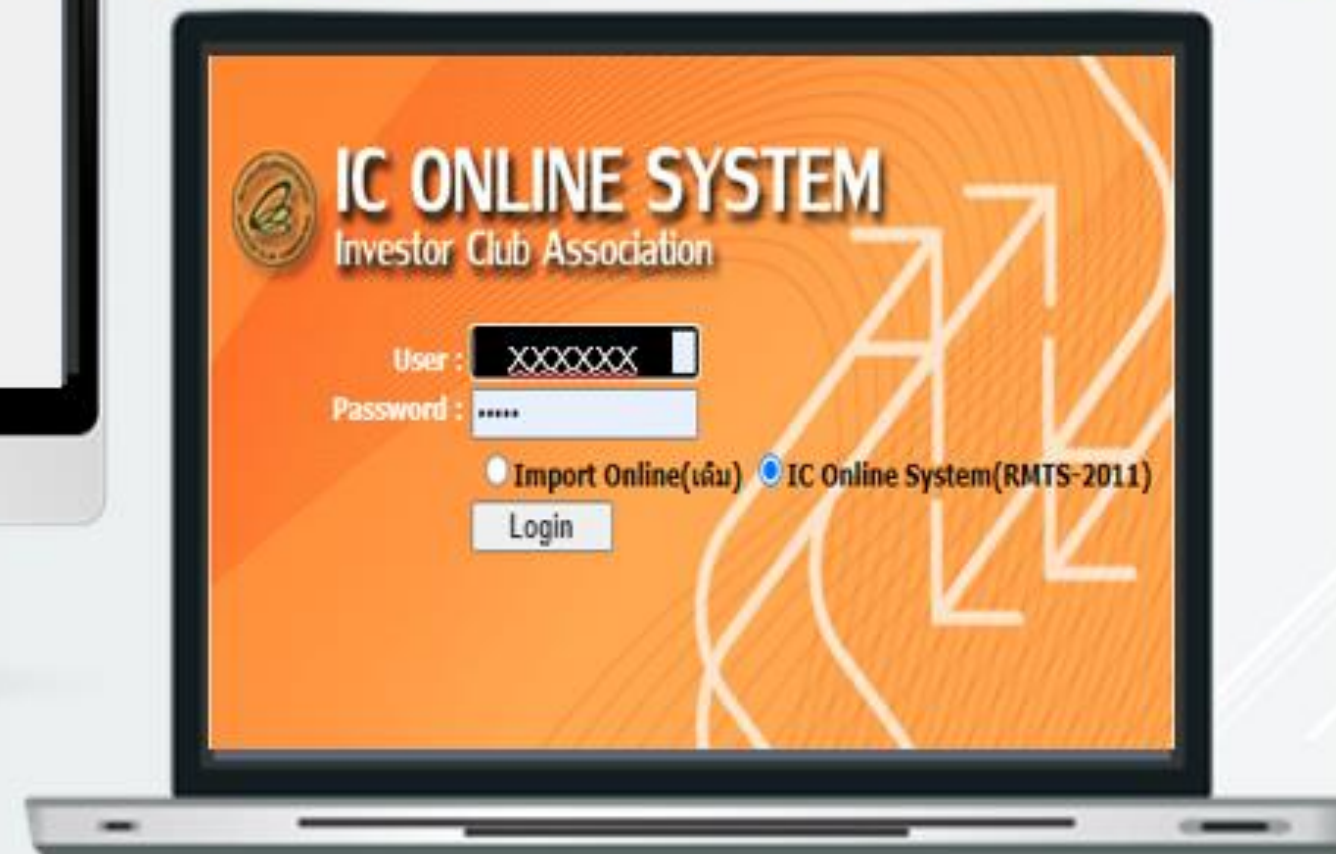 IC ONLINE SYSTEM
Investor Club Association
User : XXXXXX
Password : •••••
Import Online(เดิม) IC Online System(RMTS-2011)
Login